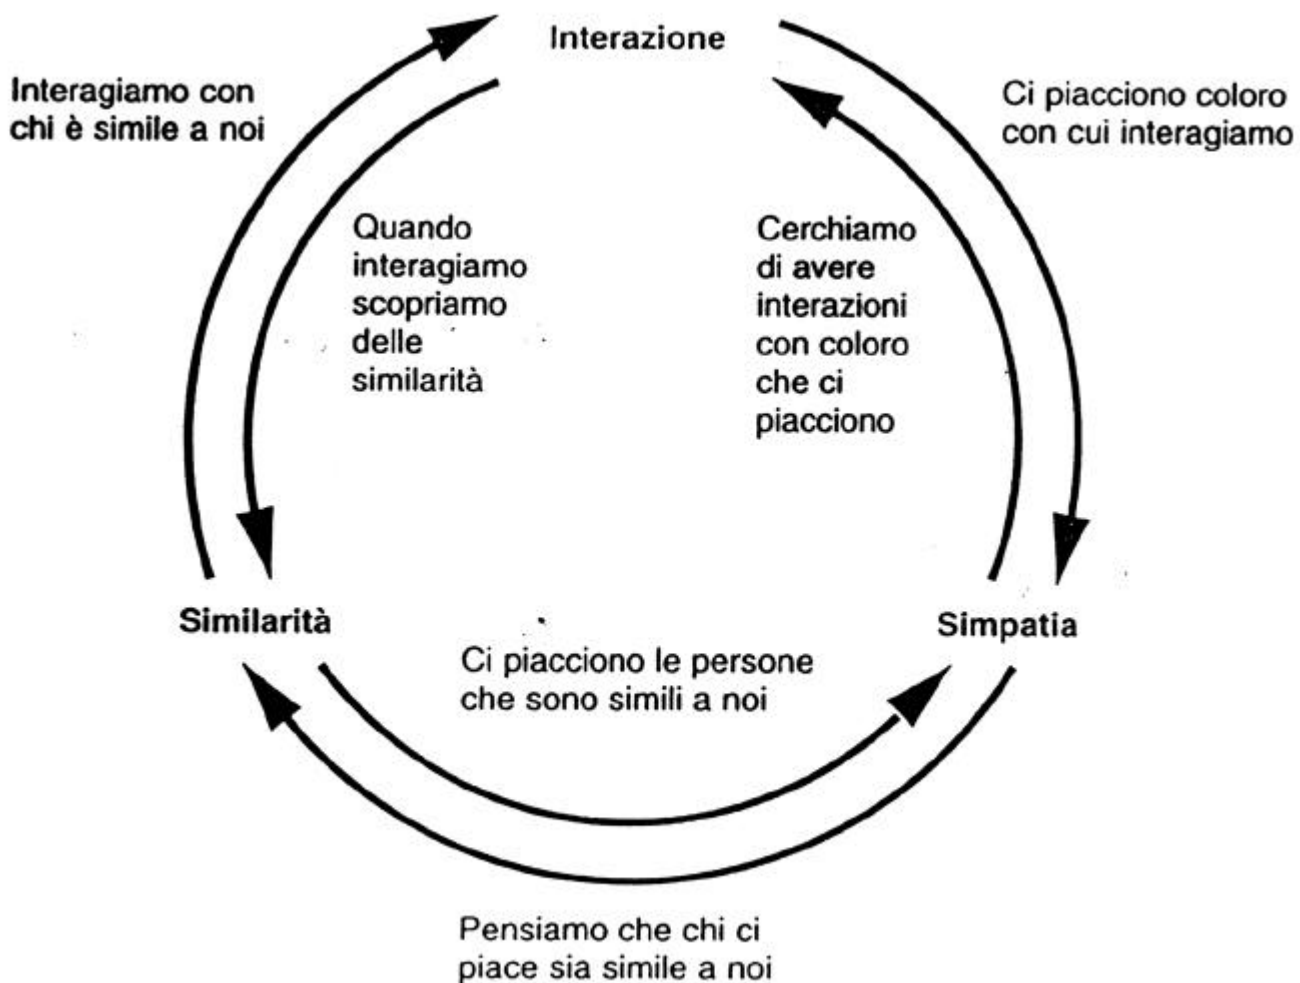 Interazione
Interagiamo con
chi è simile a noi
Ci piacciono coloro
con cui interagiamo
Quando
interagiamo
scopriamo
delle
similarità
Cerchiamo
di avere
interazioni
con coloro
che ci
piacciono
Similarità
Simpatia
Ci piacciono le persone
che sono simili a noi
Pensiamo che chi ci
piace sia simile a noi